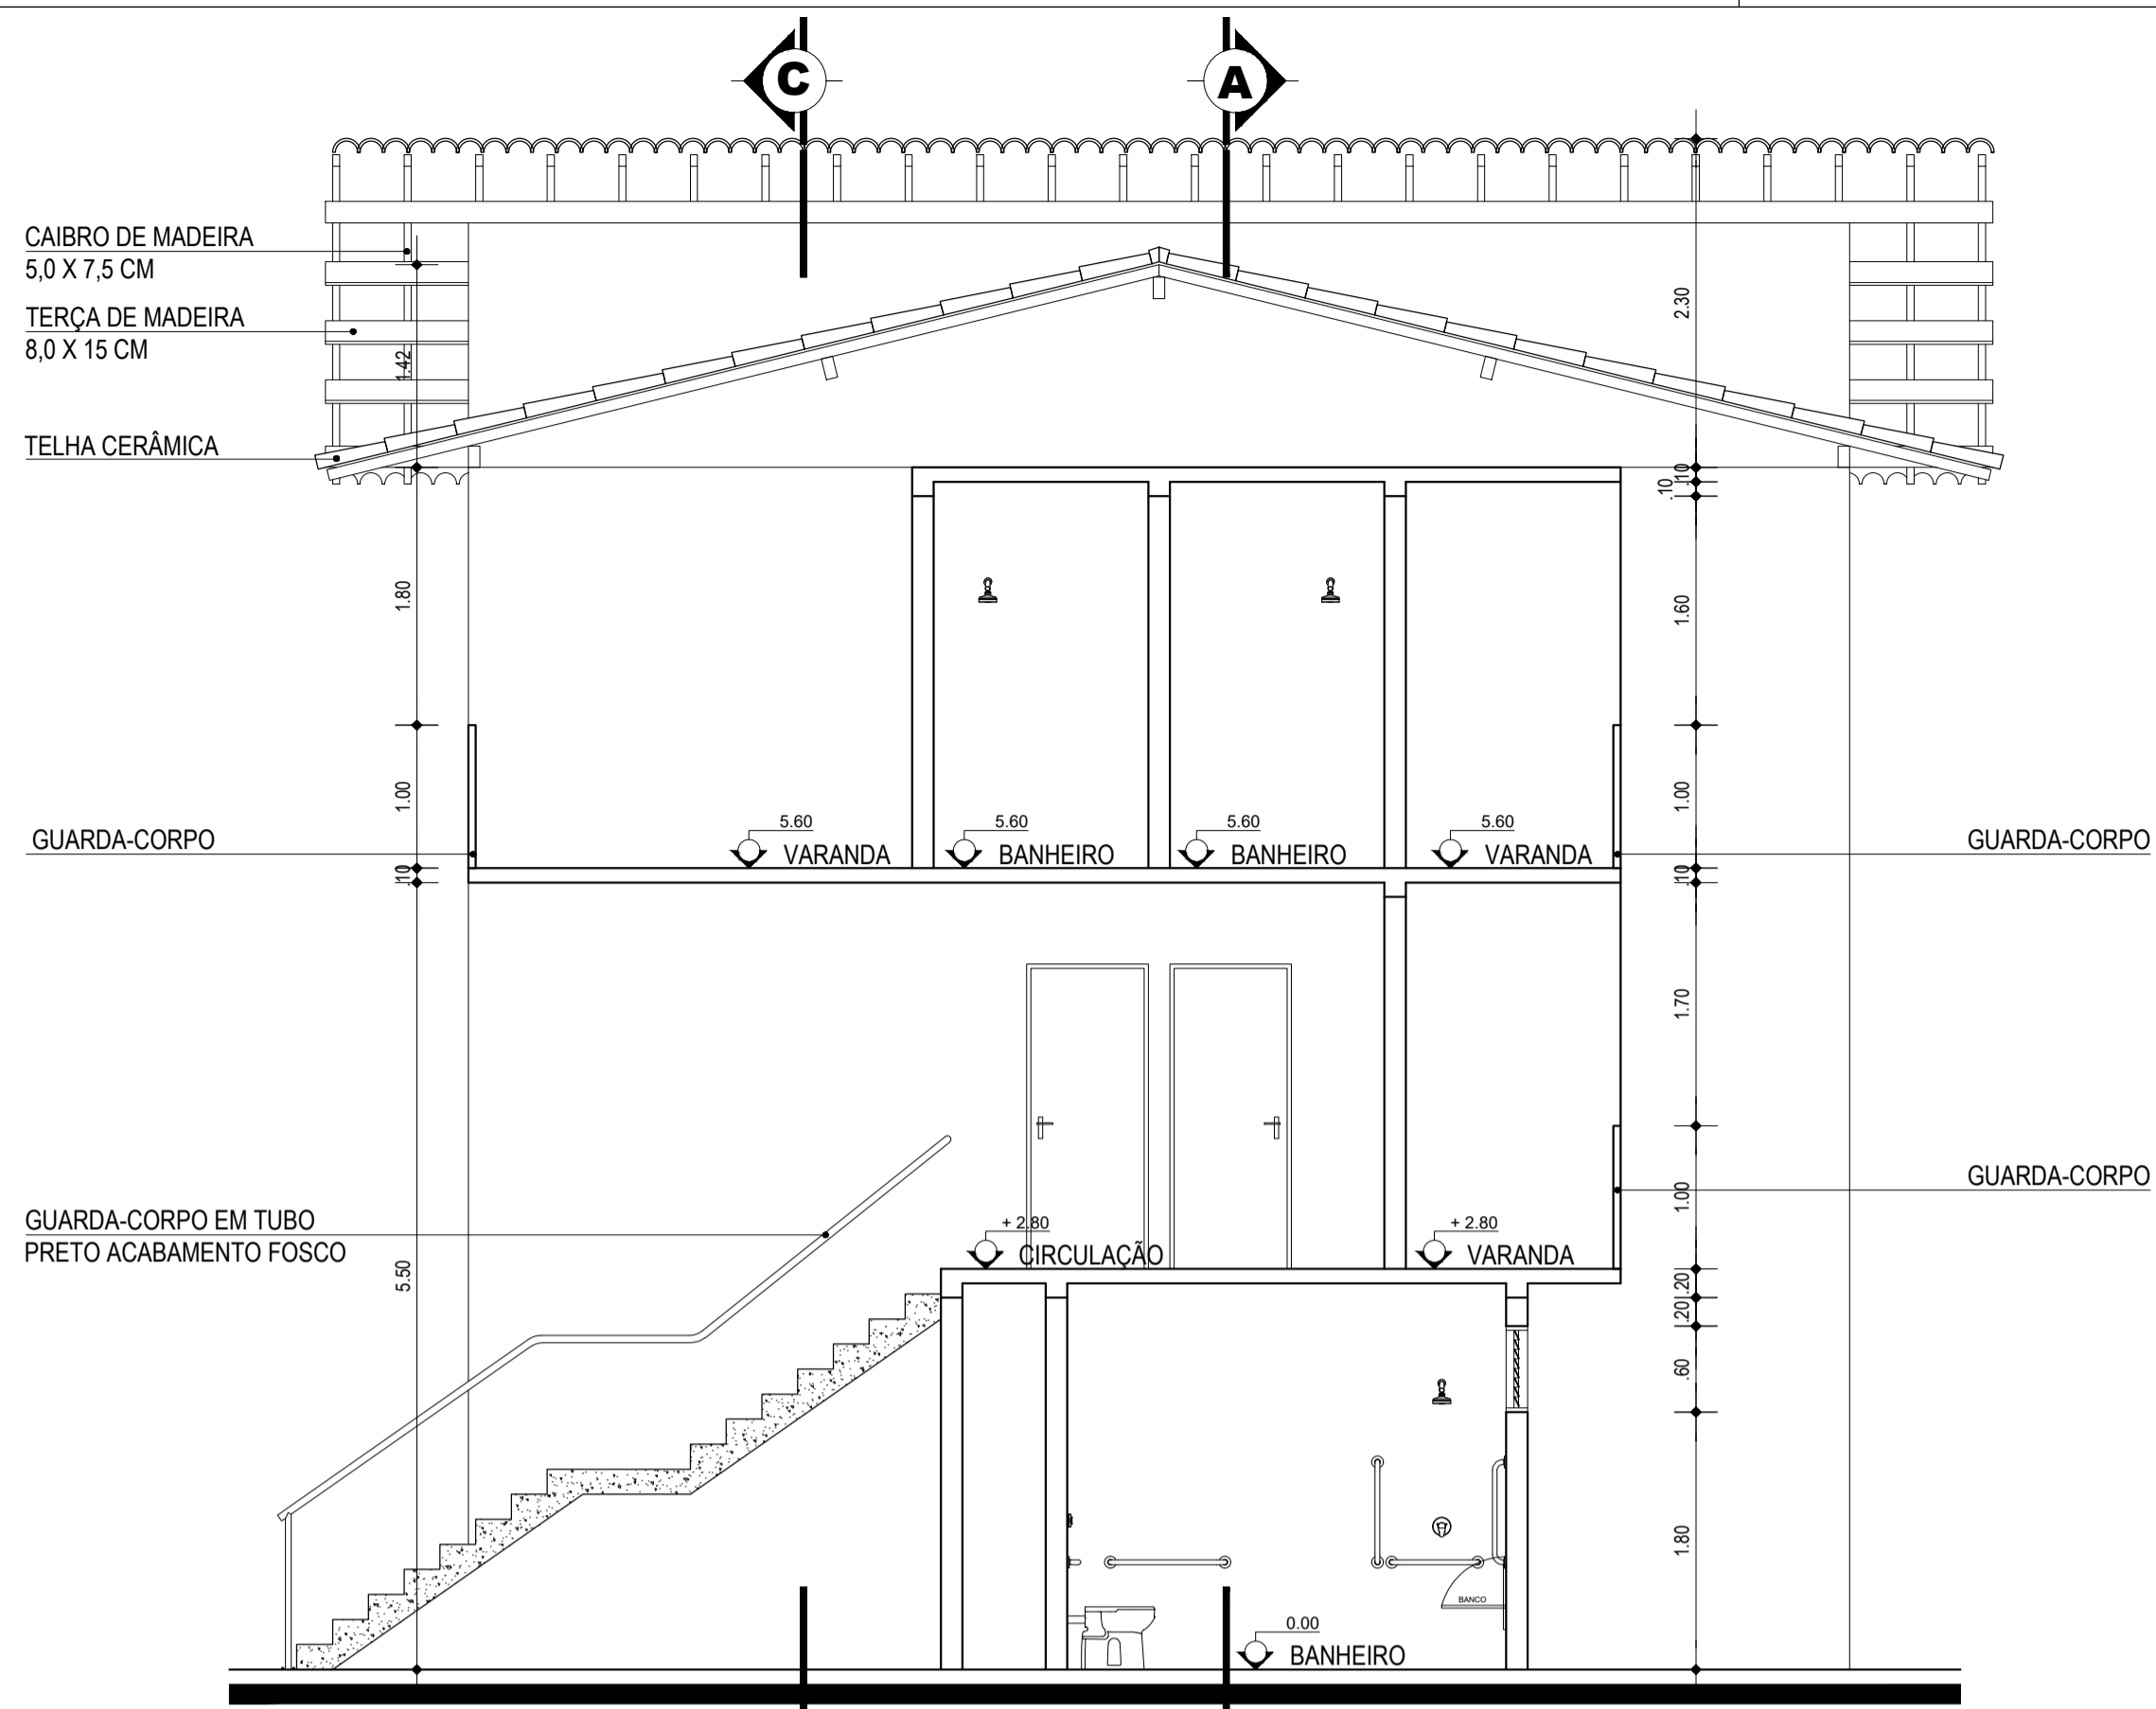 C
A
CAIBRO DE MADEIRA
5,0 X 7,5 CM
TERÇA DE MADEIRA
8,0 X 15 CM
TELHA CERÂMICA
1.42
2.30
.10
.10
1.80
1.60
1.00
1.00
GUARDA-CORPO
5.60
VARANDA
5.60
BANHEIRO
5.60
BANHEIRO
5.60
VARANDA
GUARDA-CORPO
.10
.10
1.70
1.00
GUARDA-CORPO
GUARDA-CORPO EM TUBO
PRETO ACABAMENTO FOSCO
5.50
+ 2.80
CIRCULAÇÃO
+ 2.80
VARANDA
.20
.20
.60
1.80
BANCO
0.00
BANHEIRO